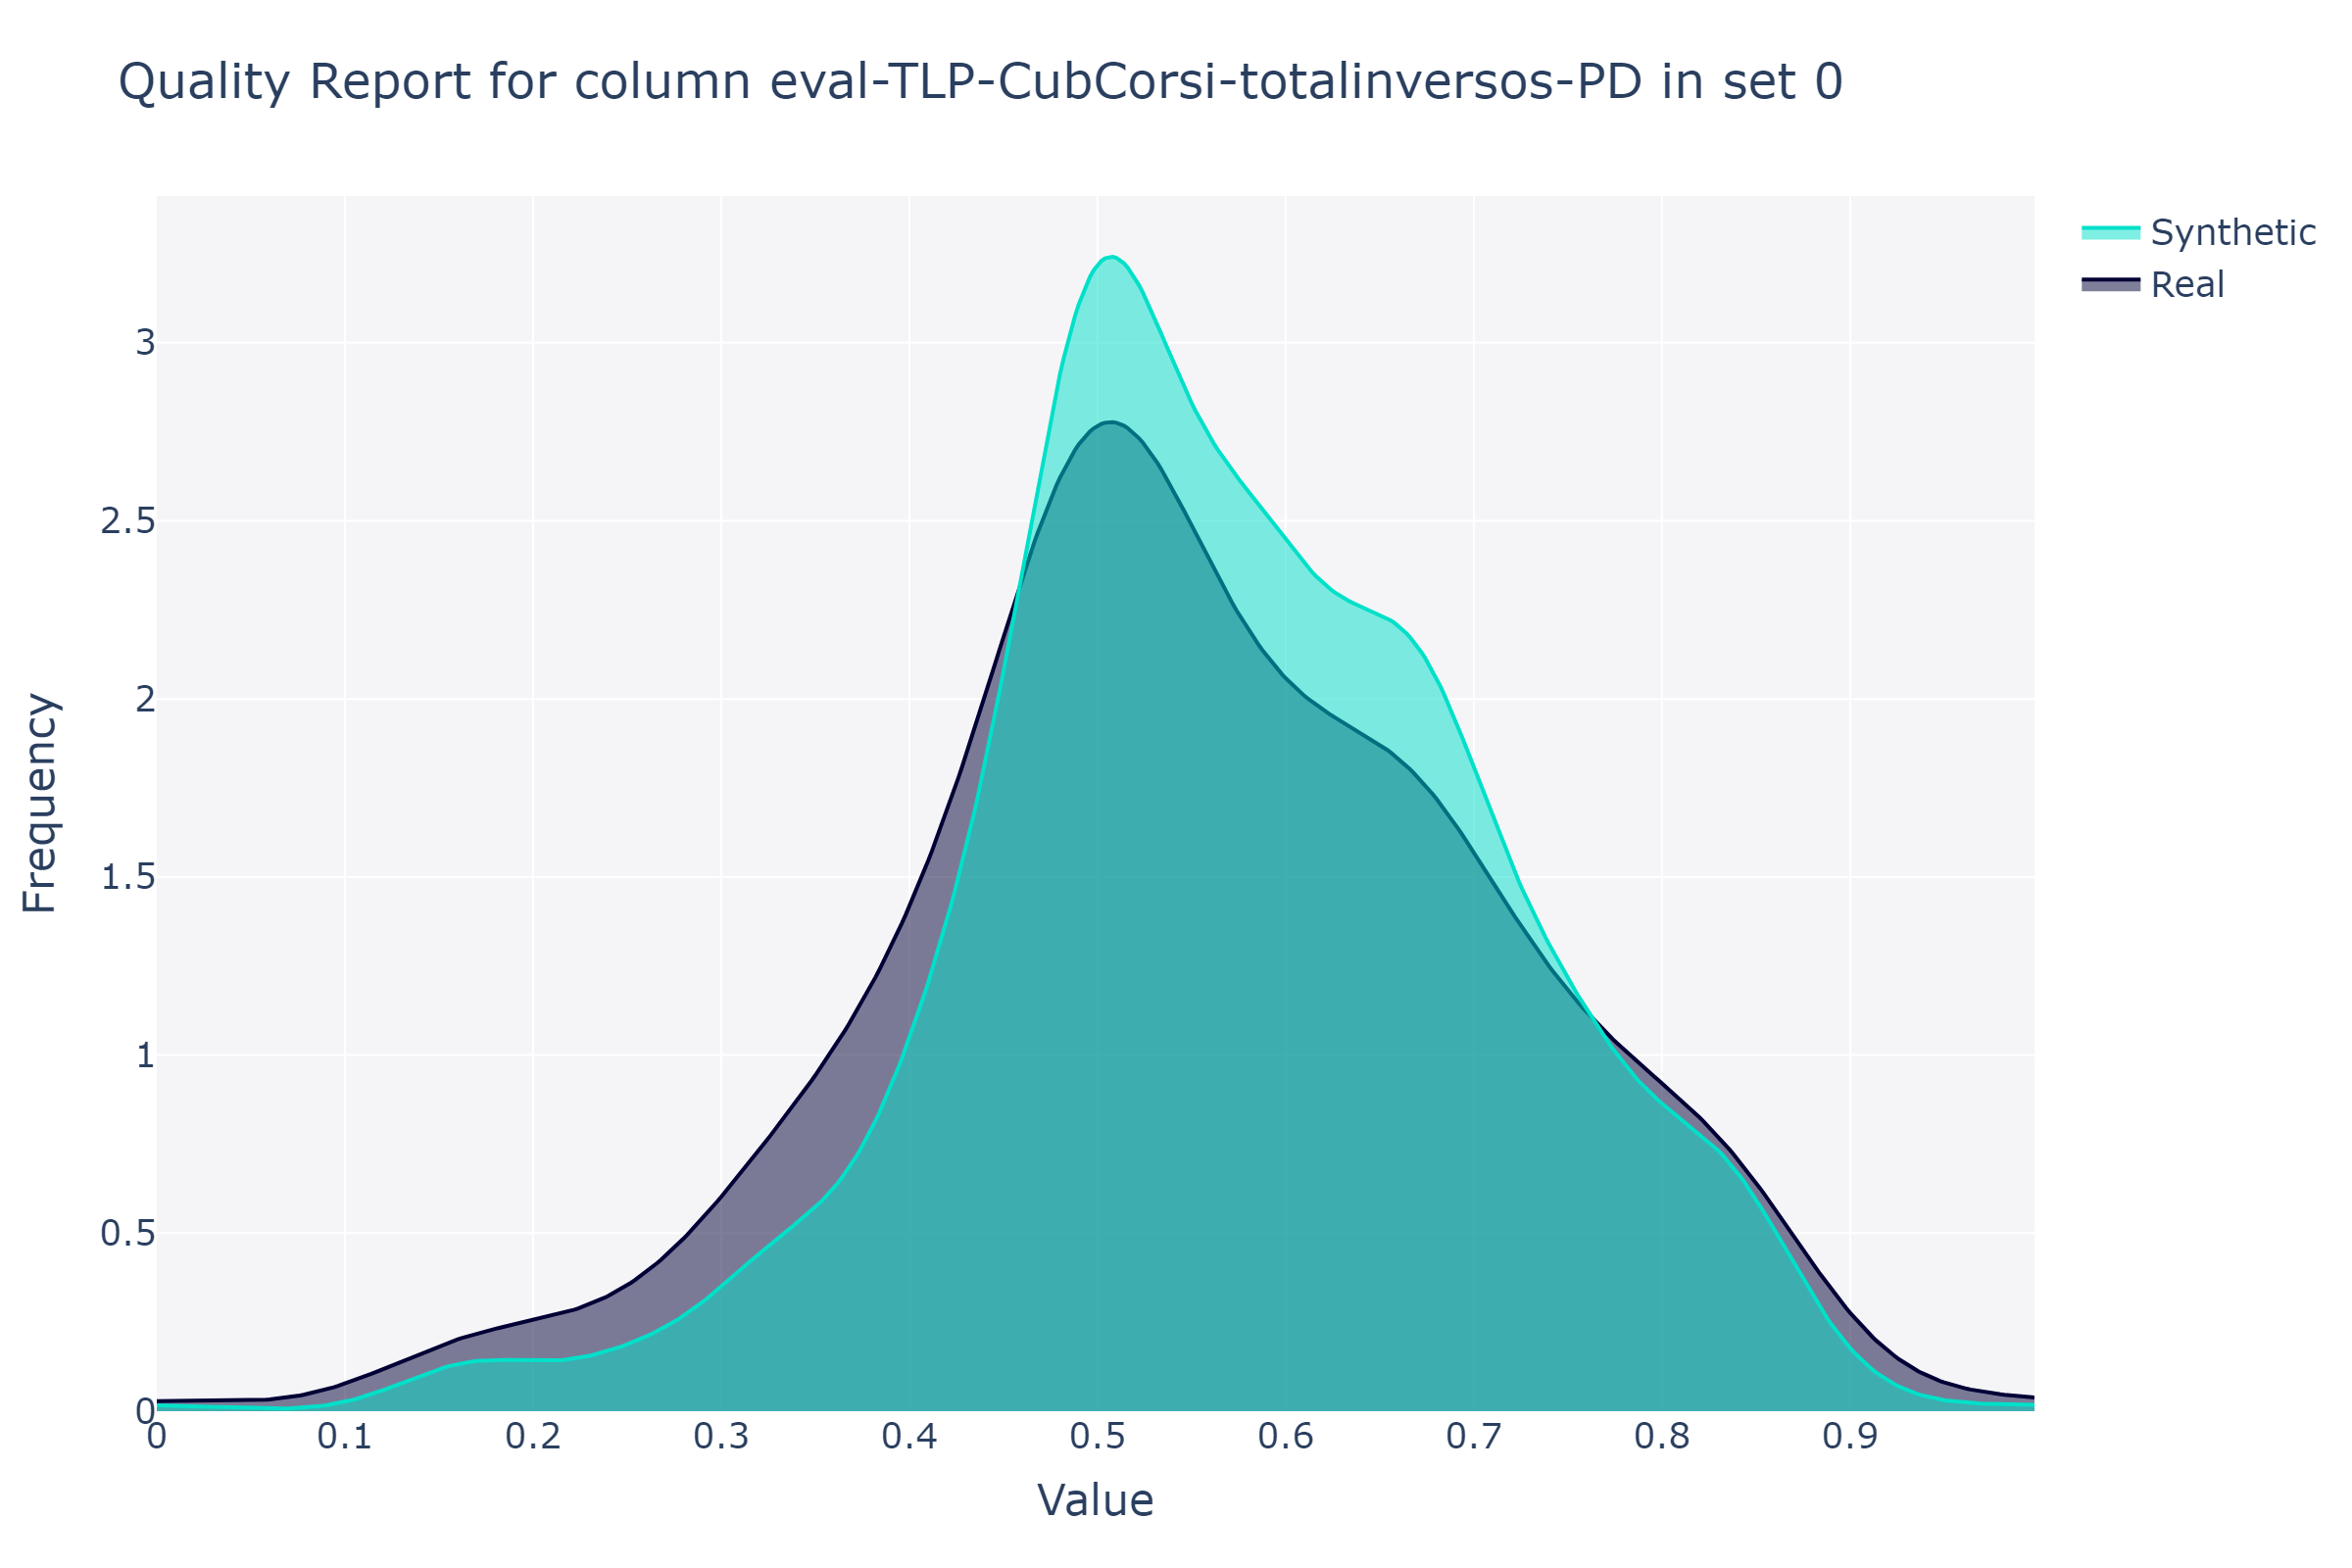 Quality Report for column eval-TLP-CubCorsi-totalinversos-PD in set 0
Synthetic
Real
Frequency
3
2.5
2
1.5
1
0.5
0
0 0.1 0.2 0.3 0.4 0.5 0.6 0.7 0.8 0.9
Value